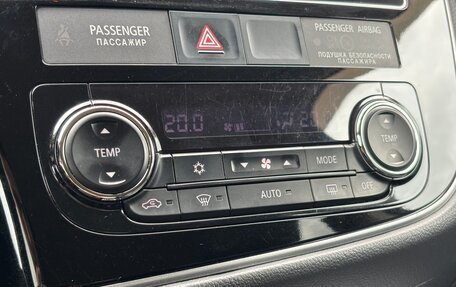 PASSENGER
ПАССАЖИР
PASSENGER AIRBAG
ПОДУШКА БЕЗОПАСНОСТИ
ПАССАЖИРА
20.0
TEMP
TEMP
MODE
AUTO
OFF